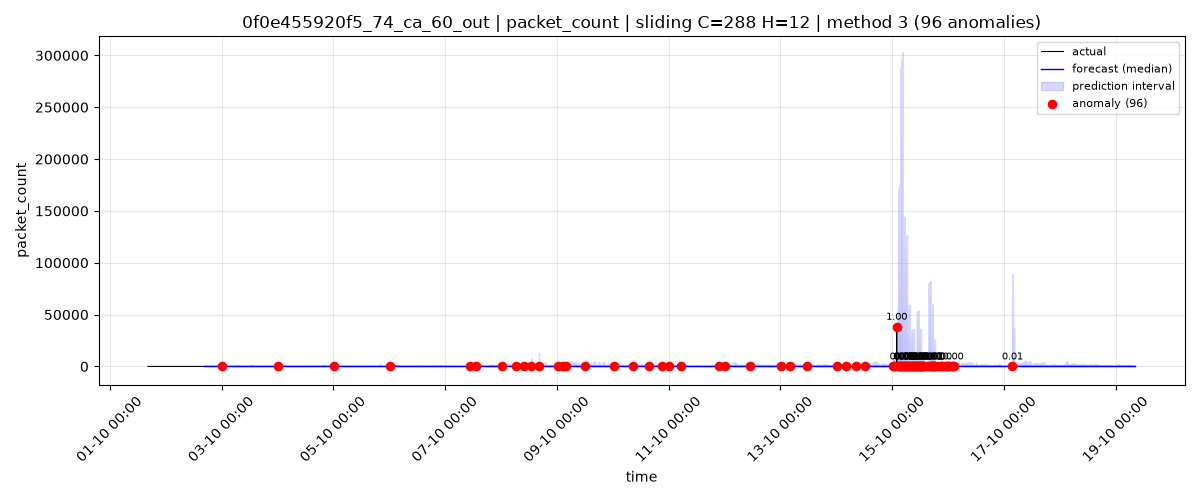 0f0e455920f5_74_ca_60_out | packet_count | sliding C=288 H=12 | method 3 (96 anomalies)
packet_count
300000
250000
200000
150000
100000
50000
0
actual
forecast (median)
prediction interval
anomaly (96)
1.00
0.01
01-10 00:00
03-10 00:00
05-10 00:00
07-10 00:00
09-10 00:00
11-10 00:00
13-10 00:00
15-10 00:00
17-10 00:00
19-10 00:00
time